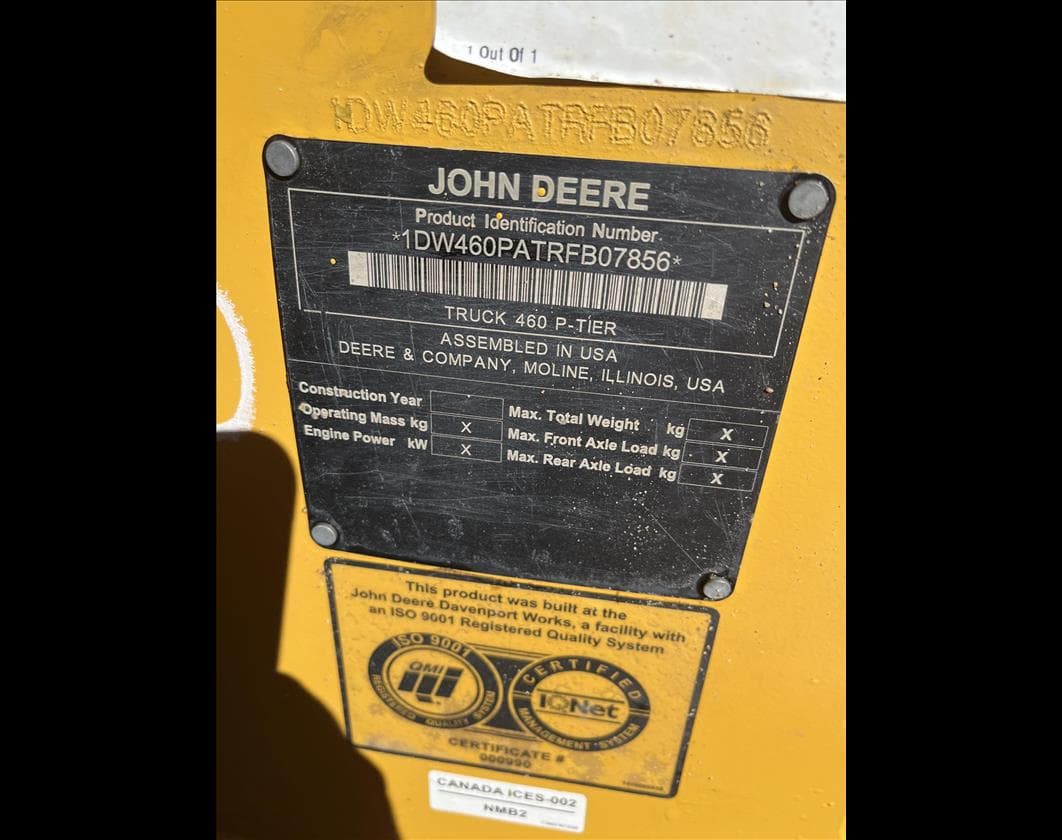 1 Out Of 1
1DW460PATRFB07856
JOHN DEERE
Product Identification Number
*1DW460PATRFB07856*
TRUCK 460 P-TIER
ASSEMBLED IN USA
DEERE & COMPANY, MOLINE, ILLINOIS, USA
Construction Year
Operating Mass kg X
Engine Power kW X
Max. Total Weight kg X
Max. Front Axle Load kg X
Max. Rear Axle Load kg X
This product was built at the
John Deere Davenport Works, a facility with
an ISO 9001 Registered Quality System
ISO 9001
QMI
REGISTERED QUALITY SYSTEM
CERTIFIED
IQNet
MANAGEMENT SYSTEM
CERTIFICATE #
000990
CANADA ICES-002
NMB2